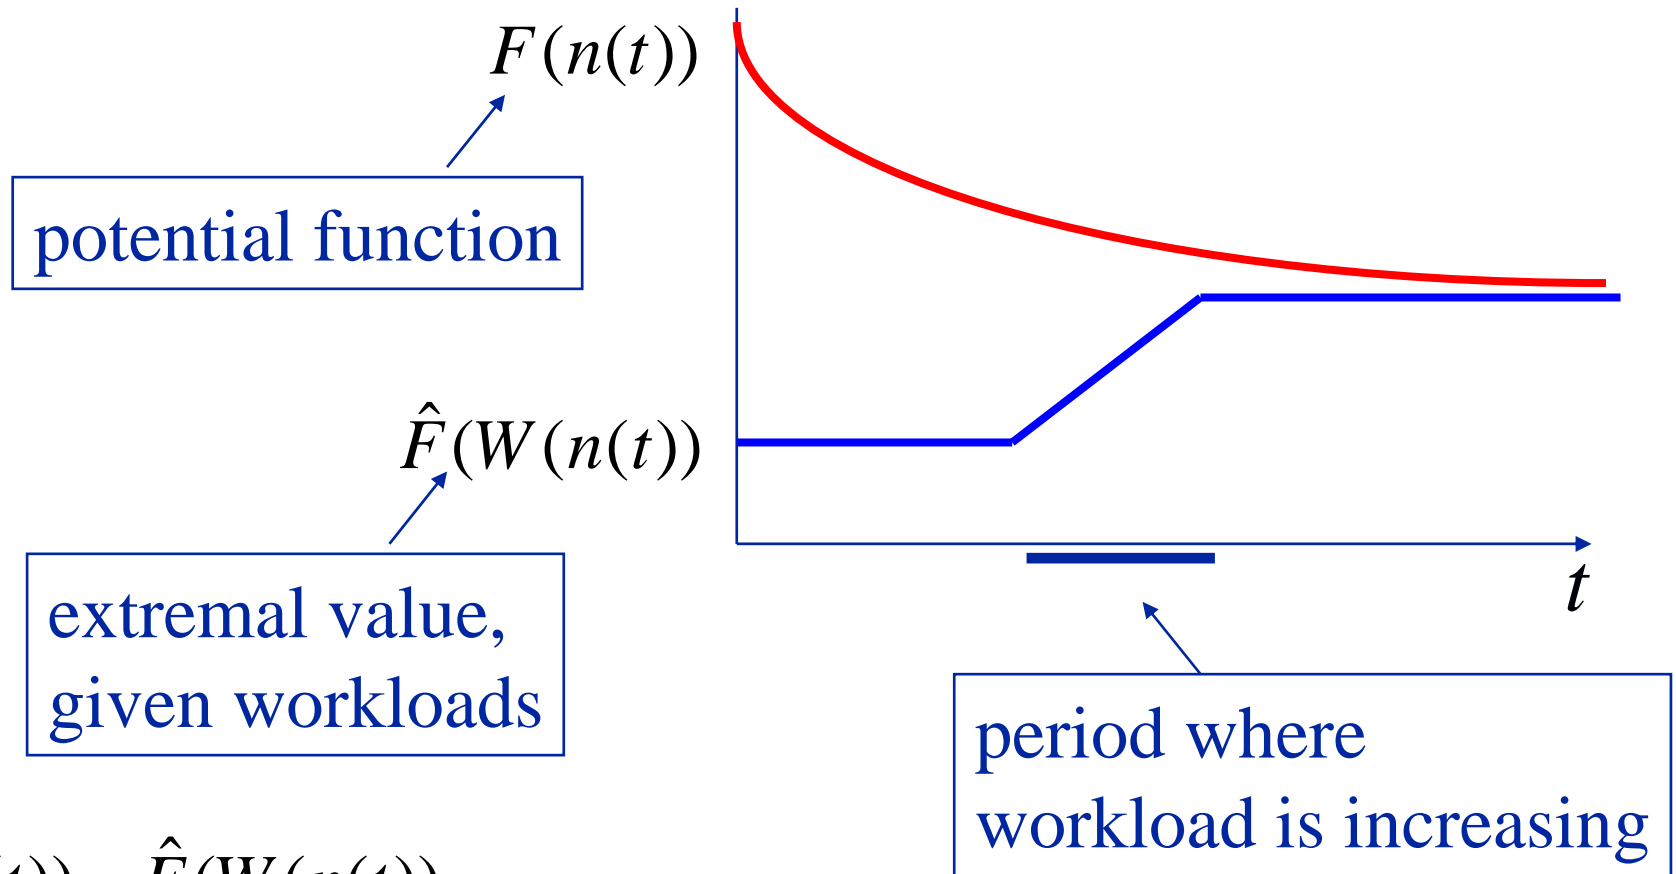 F(n(t))
potential function
F̂(W(n(t))
extremal value,
given workloads
t
period where
workload is increasing
t)) F̂(W(n(t))